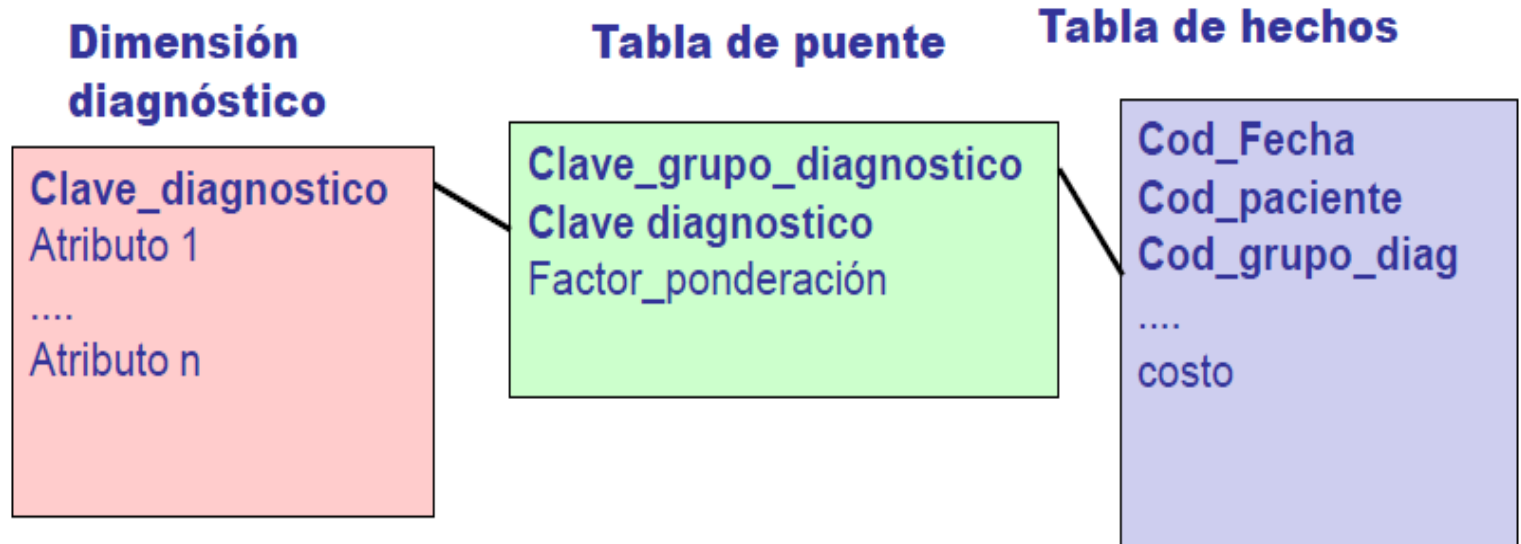 Dimensión
diagnóstico
Clave_diagnostico
Atributo 1
....
Atributo n
Tabla de puente
Clave_grupo_diagnostico
Clave diagnostico
Factor_ponderación
Tabla de hechos
Cod_Fecha
Cod_paciente
Cod_grupo_diag
....
costo